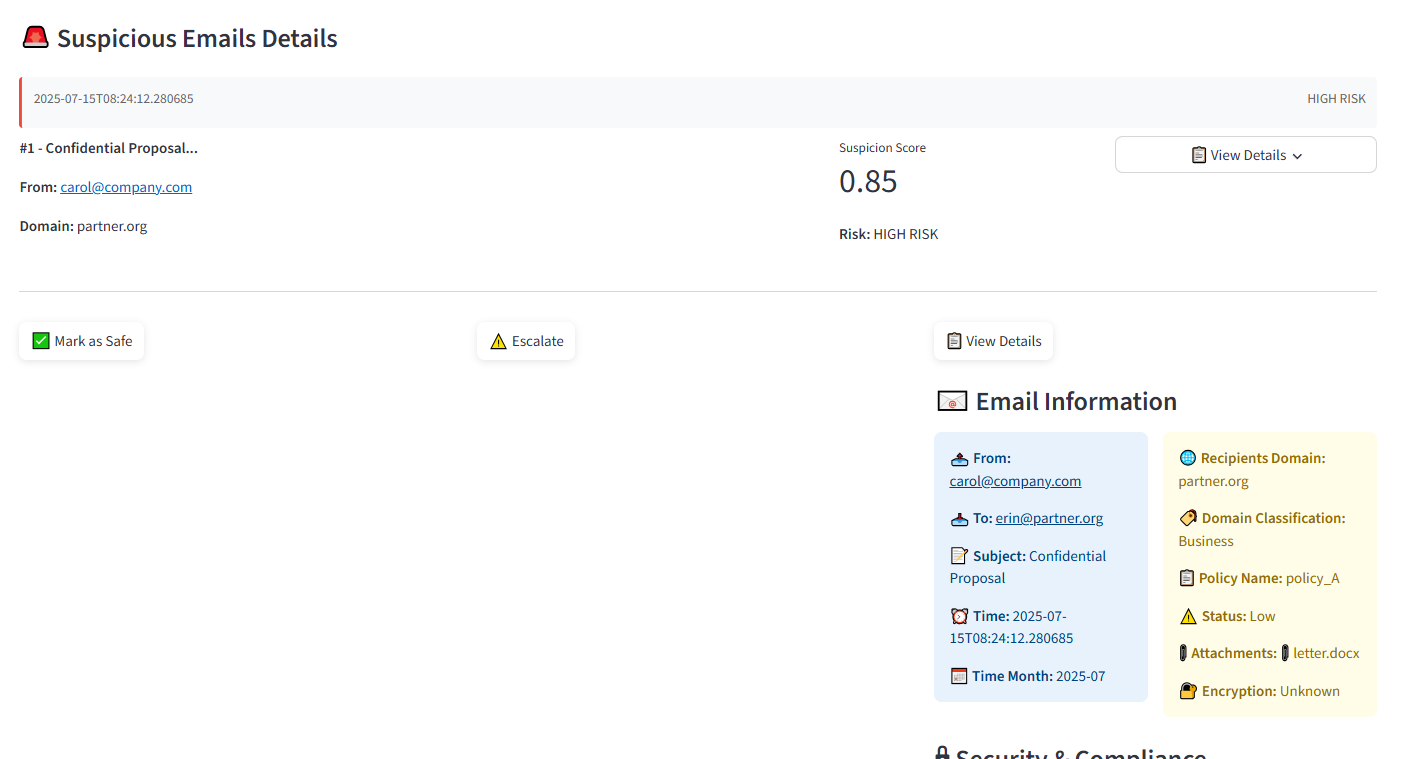 Suspicious Emails Details
2025-07-15T08:24:12.280685
HIGH RISK
#1 - Confidential Proposal...
From: carol@company.com
Domain: partner.org
Suspicion Score
0.85
Risk: HIGH RISK
View Details
Mark as Safe
Escalate
View Details
Email Information
From:
carol@company.com
To: erin@partner.org
Subject: Confidential
Proposal
Time: 2025-07-
15T08:24:12.280685
Time Month: 2025-07
Recipients Domain:
partner.org
Domain Classification:
Business
Policy Name: policy_A
Status: Low
Attachments: letter.docx
Encryption: Unknown
Security & Compliance